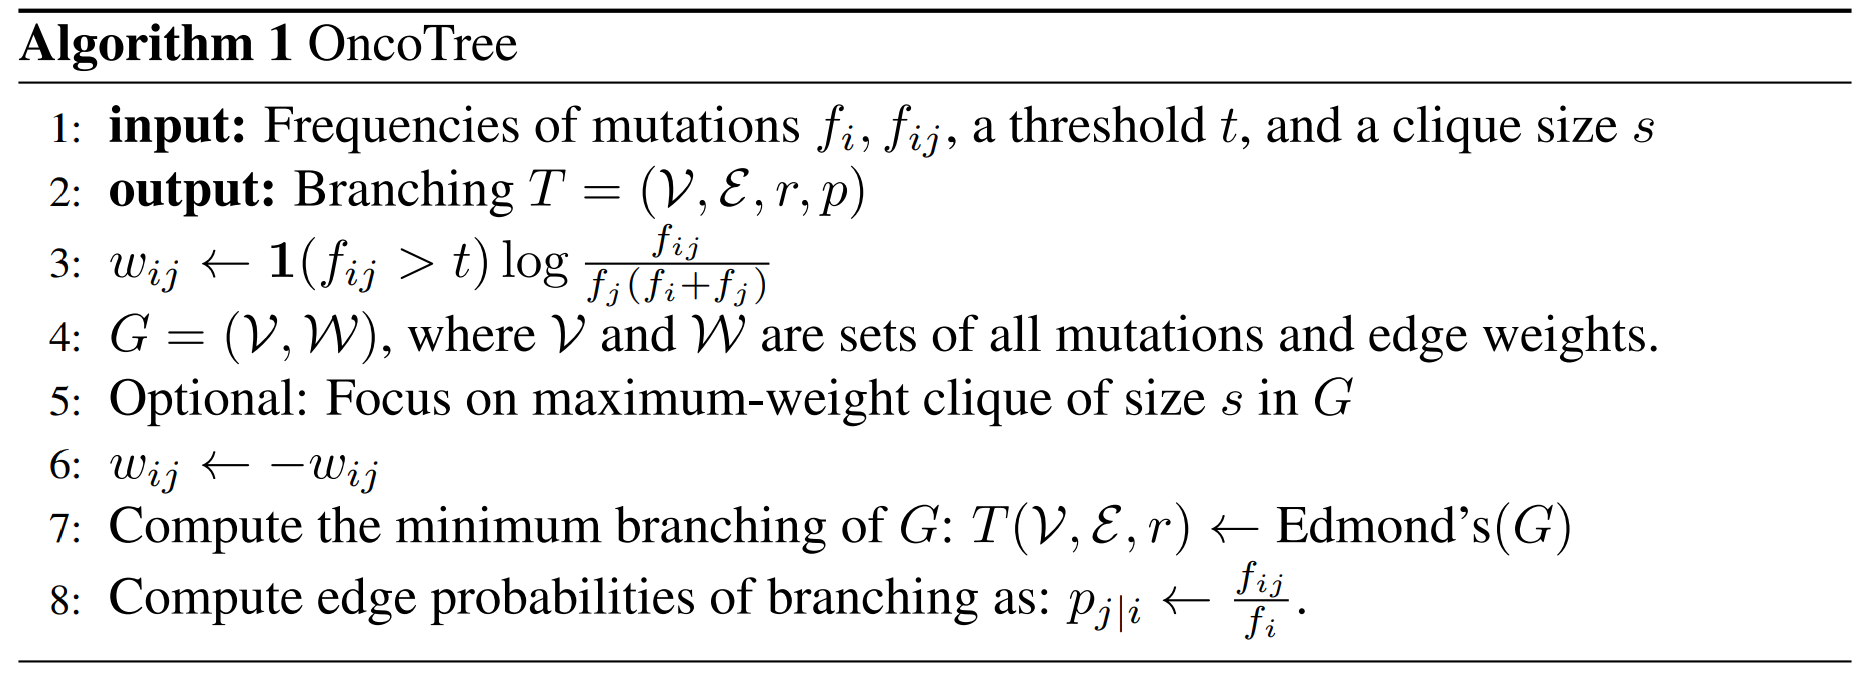 Algorithm 1 OncoTree
1: input: Frequencies of mutations $f_i, f_{ij}$, a threshold $t$, and a clique size $s$
2: output: Branching $T = (\mathcal{V}, \mathcal{E}, r, p)$
3: $w_{ij} \leftarrow \mathbf{1}(f_{ij} > t) \log \frac{f_{ij}}{f_j(f_i+f_j)}$
4: $G = (\mathcal{V}, \mathcal{W})$, where $\mathcal{V}$ and $\mathcal{W}$ are sets of all mutations and edge weights.
5: Optional: Focus on maximum-weight clique of size $s$ in $G$
6: $w_{ij} \leftarrow -w_{ij}$
7: Compute the minimum branching of $G$: $T(\mathcal{V}, \mathcal{E}, r) \leftarrow$ Edmond's$(G)$
8: Compute edge probabilities of branching as: $p_{j|i} \leftarrow \frac{f_{ij}}{f_i}$.